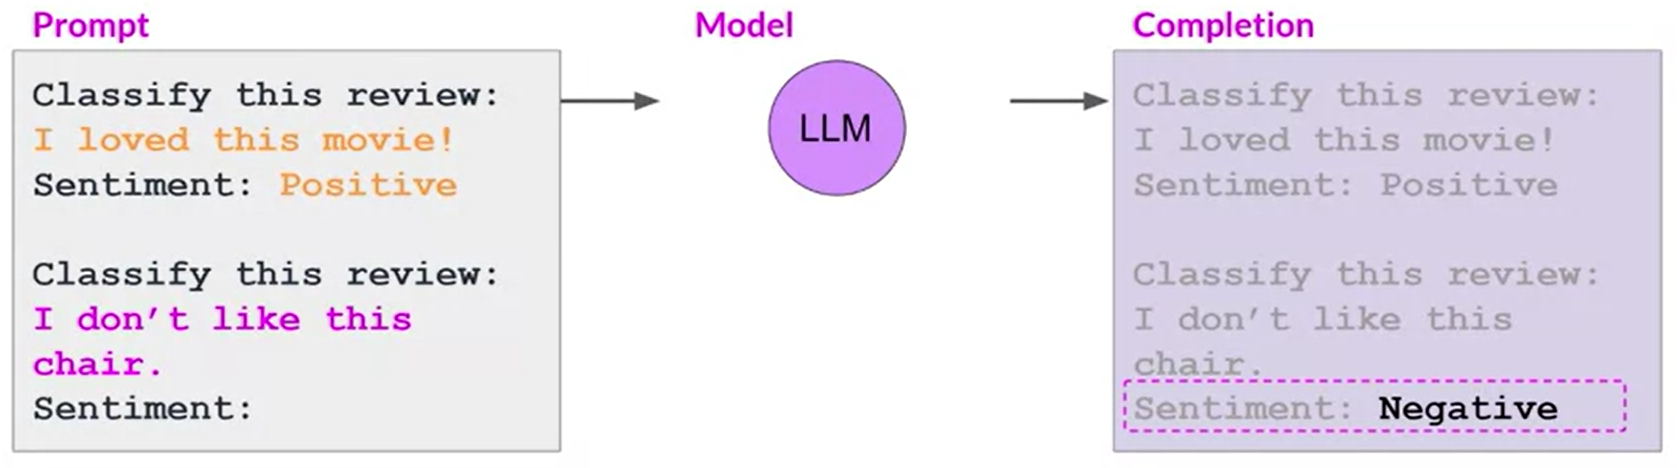 Prompt
Classify this review:
I loved this movie!
Sentiment: Positive
Classify this review:
I don’t like this
chair.
Sentiment:
Model
LLM
Completion
Classify this review:
I loved this movie!
Sentiment: Positive
Classify this review:
I don’t like this
chair.
Sentiment: Negative